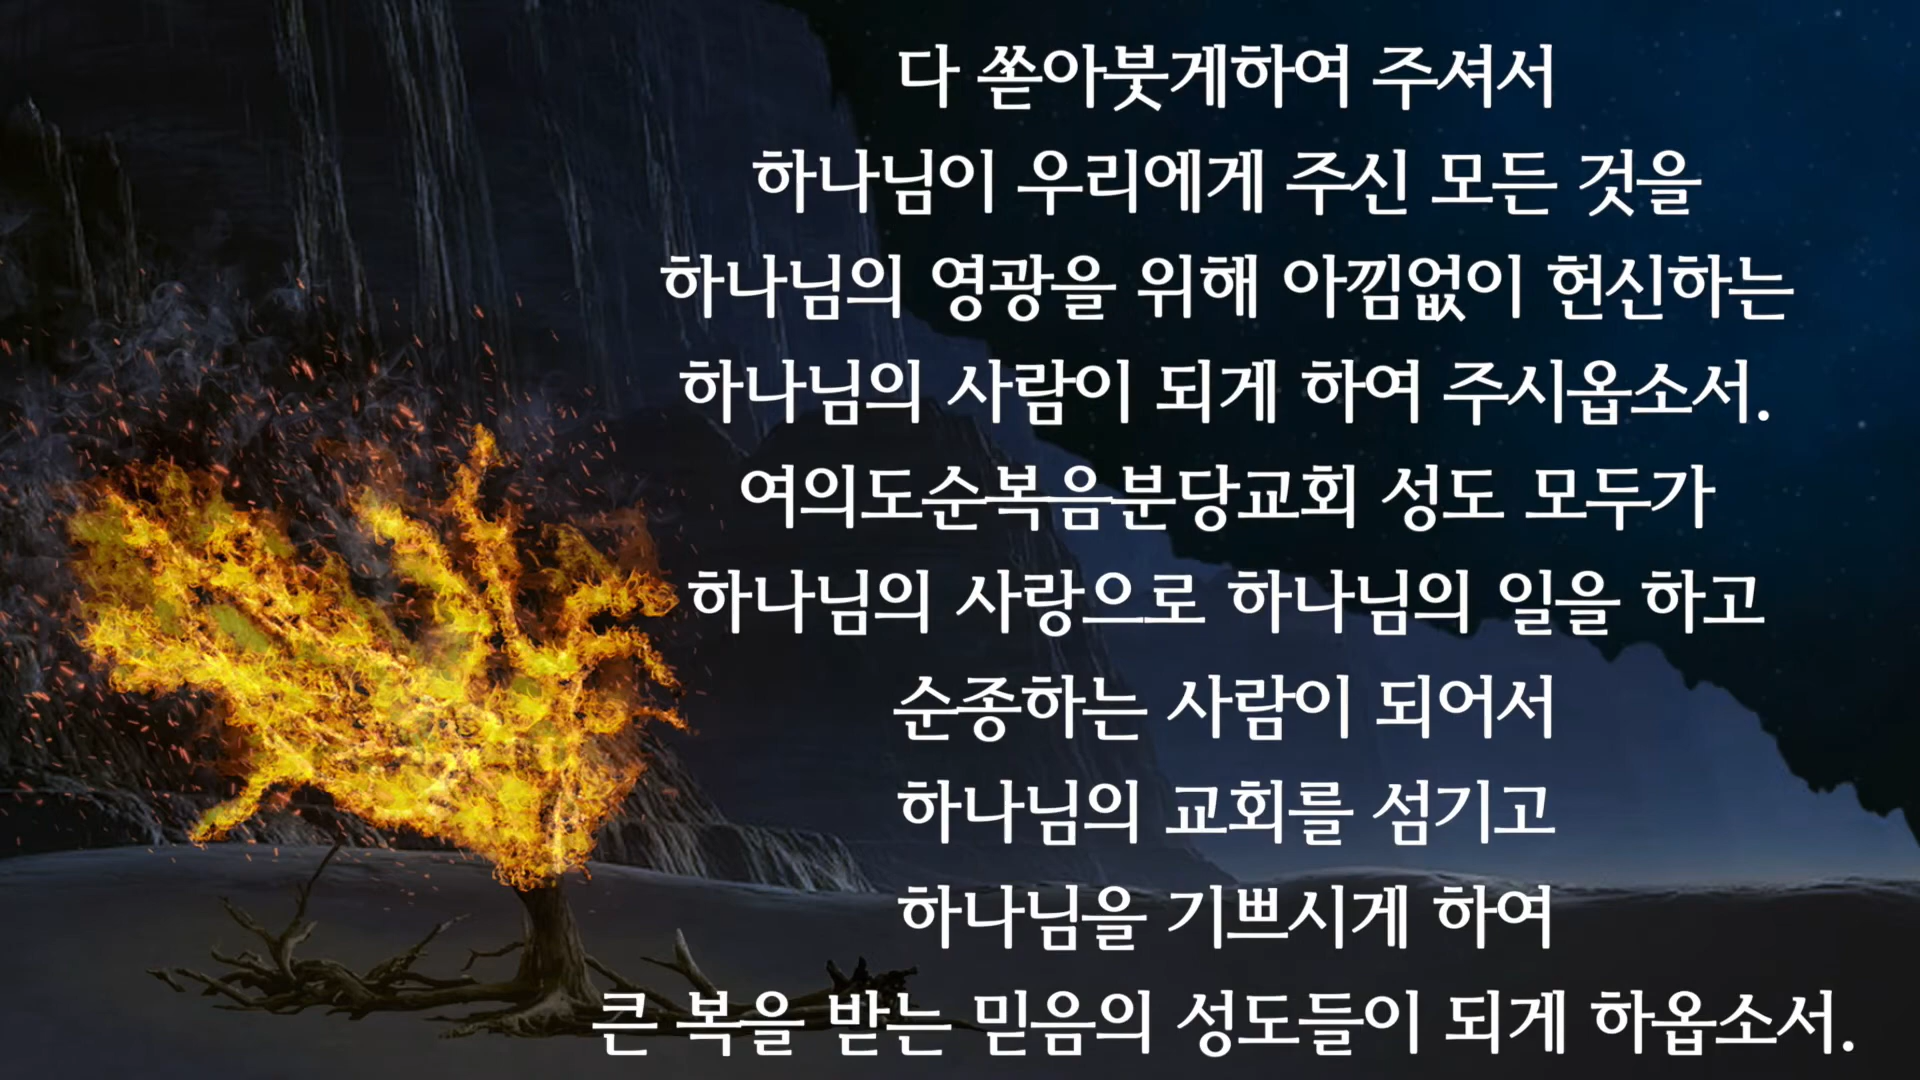 다 쏟아붓게하여 주셔서
하나님이 우리에게 주신 모든 것을
하나님의 영광을 위해 아낌없이 헌신하는
하나님의 사람이 되게 하여 주시옵소서.
여의도순복음분당교회 성도 모두가
하나님의 사랑으로 하나님의 일을 하고
순종하는 사람이 되어서
하나님의 교회를 섬기고
하나님을 기쁘시게 하여
큰 복을 받는 믿음의 성도들이 되게 하옵소서.